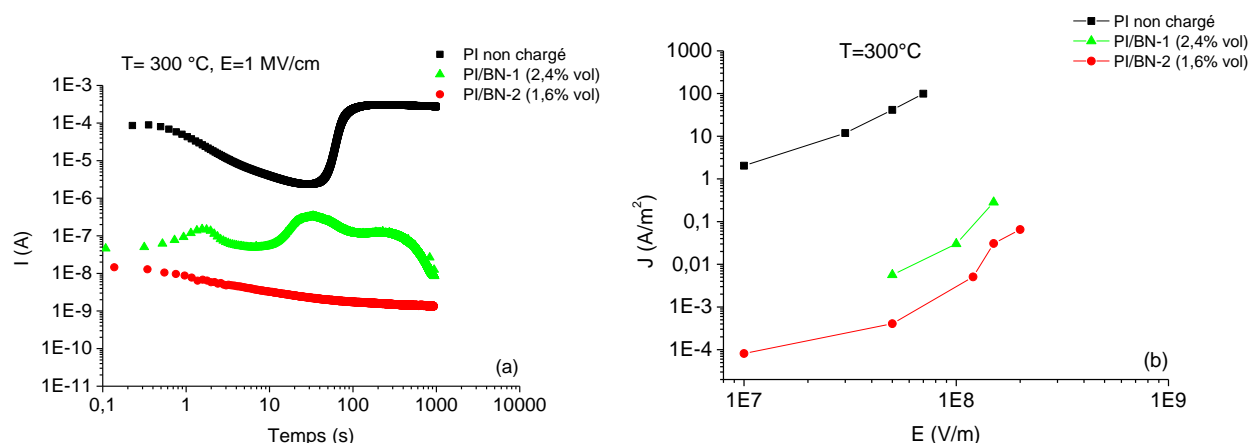 T= 300 °C, E=1 MV/cm
PI non chargé
PI/BN-1 (2,4% vol)
PI/BN-2 (1,6% vol)
1E-3
1E-4
1E-5
1E-6
1E-7
1E-8
1E-9
1E-10
1E-11
I (A)
0,1
1
10
100
1000
10000
Temps (s)
(a)
PI non chargé
PI/BN-1 (2,4% vol)
PI/BN-2 (1,6% vol)
T=300°C
1000
100
10
1
0,1
0,01
1E-3
1E-4
J (A/m²)
1E7
1E8
1E9
E (V/m)
(b)